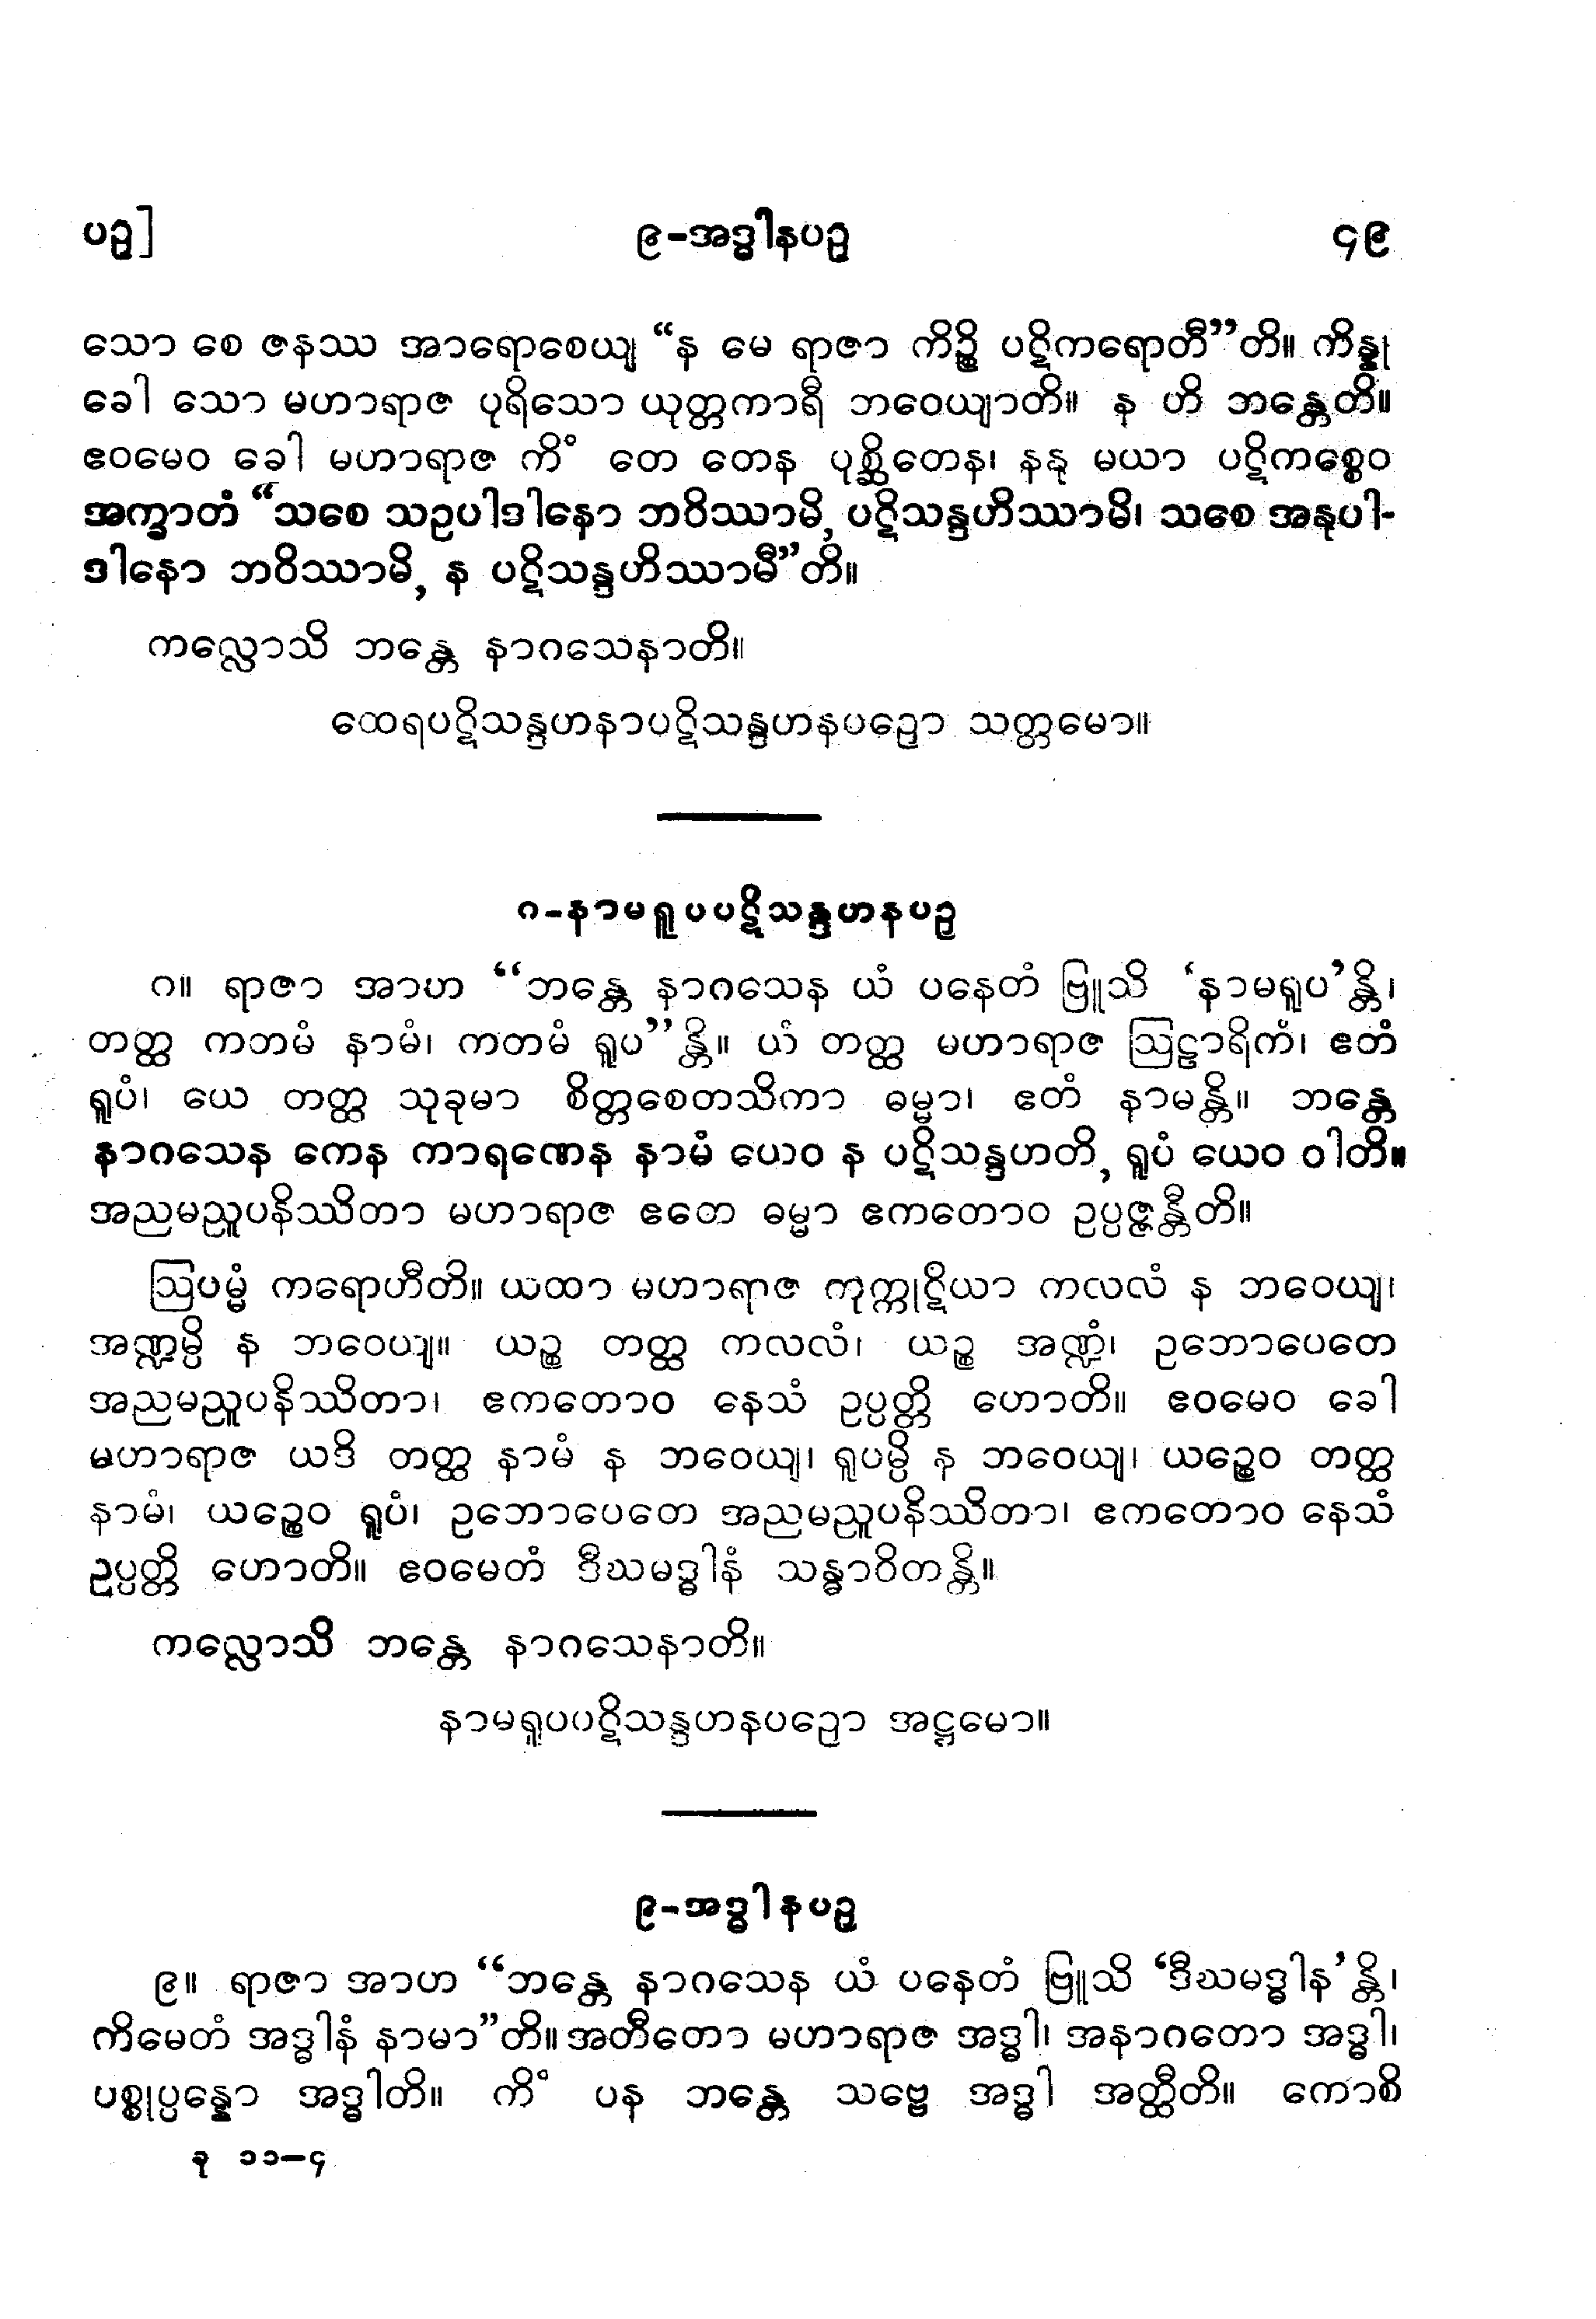 ပဉှ]
၉-အဒ္ဓါနပဉှ
၄၉
သော စေ ဇနဿ အာရောစေယျ “န မေ ရာဇာ ကိဉ္စိ ပဋိကရောတီ”တိ။ ကိန္နု
ခေါ သော မဟာရာဇ ပုရိသော ယုတ္တကာရီ ဘဝေယျာတိ။ န ဟိ ဘန္တေတိ။
ဧဝမေဝ ခေါ မဟာရာဇ ကိံ တေ တေန ပုစ္ဆိတေန၊ နနု မယာ ပဋိကစ္စေဝ
အက္ခာတံ “သစေ သဥပါဒါနော ဘဝိဿာမိ, ပဋိသန္ဒဟိဿာမိ၊ သစေ အနုပါ-
ဒါနော ဘဝိဿာမိ, န ပဋိသန္ဒဟိဿာမီ”တိ။
ကလ္လောသိ ဘန္တေ နာဂသေနာတိ။
ထေရပဋိသန္ဒဟနာပဋိသန္ဒဟနပဉှော သတ္တမော။
ဂ-နာမရူပပဋိသန္ဒဟနပဉှ
ဂ။ ရာဇာ အာဟ “ဘန္တေ နာဂသေန ယံ ပနေတံ ဗြူသိ ‘နာမရူပ’န္တိ၊
တတ္ထ ကတမံ နာမံ၊ ကတမံ ရူပ”န္တိ။ ယံ တတ္ထ မဟာရာဇ ဩဠာရိကံ၊ ဧတံ
ရူပံ၊ ယေ တတ္ထ သုခုမာ စိတ္တစေတသိကာ ဓမ္မာ၊ ဧတံ နာမန္တိ။ ဘန္တေ
နာဂသေန ကေန ကာရဏေန နာမံ ယေဝ န ပဋိသန္ဒဟတိ, ရူပံ ယေဝ ဝါတိ။
အညမညူပနိဿိတာ မဟာရာဇ ဧတေ ဓမ္မာ ဧကတောဝ ဥပ္ပဇ္ဇန္တီတိ။
ဩပမ္မံ ကရောဟီတိ။ ယထာ မဟာရာဇ ကုက္ကုဋိယာ ကလလံ န ဘဝေယျ၊
အဏ္ဍမ္ပိ န ဘဝေယျ။ ယဉ္စ တတ္ထ ကလလံ၊ ယဉ္စ အဏ္ဍံ၊ ဥဘောပေတေ
အညမညူပနိဿိတာ၊ ဧကတောဝ နေသံ ဥပ္ပတ္တိ ဟောတိ။ ဧဝမေဝ ခေါ
မဟာရာဇ ယဒိ တတ္ထ နာမံ န ဘဝေယျ၊ ရူပမ္ပိ န ဘဝေယျ၊ ယဉ္စေဝ တတ္ထ
နာမံ၊ ယဉ္စေဝ ရူပံ၊ ဥဘောပေတေ အညမညူပနိဿိတာ၊ ဧကတောဝ နေသံ
ဥပ္ပတ္တိ ဟောတိ။ ဧဝမေတံ ဒီဃမဒ္ဓါနံ သန္ဓာဝိတန္တိ။
ကလ္လောသိ ဘန္တေ နာဂသေနာတိ။
နာမရူပပဋိသန္ဒဟနပဉှော အဋ္ဌမော။
၉-အဒ္ဓါနပဉှ
၉။ ရာဇာ အာဟ “ဘန္တေ နာဂသေန ယံ ပနေတံ ဗြူသိ ‘ဒီဃမဒ္ဓါန’န္တိ၊
ကိမေတံ အဒ္ဓါနံ နာမာ”တိ။ အတီတော မဟာရာဇ အဒ္ဓါ၊ အနာဂတော အဒ္ဓါ၊
ပစ္စုပ္ပန္နော အဒ္ဓါတိ။ ကိံ ပန ဘန္တေ သဗ္ဗေ အဒ္ဓါ အတ္ထီတိ။ ကောစိ
ခု ၁၁–၄